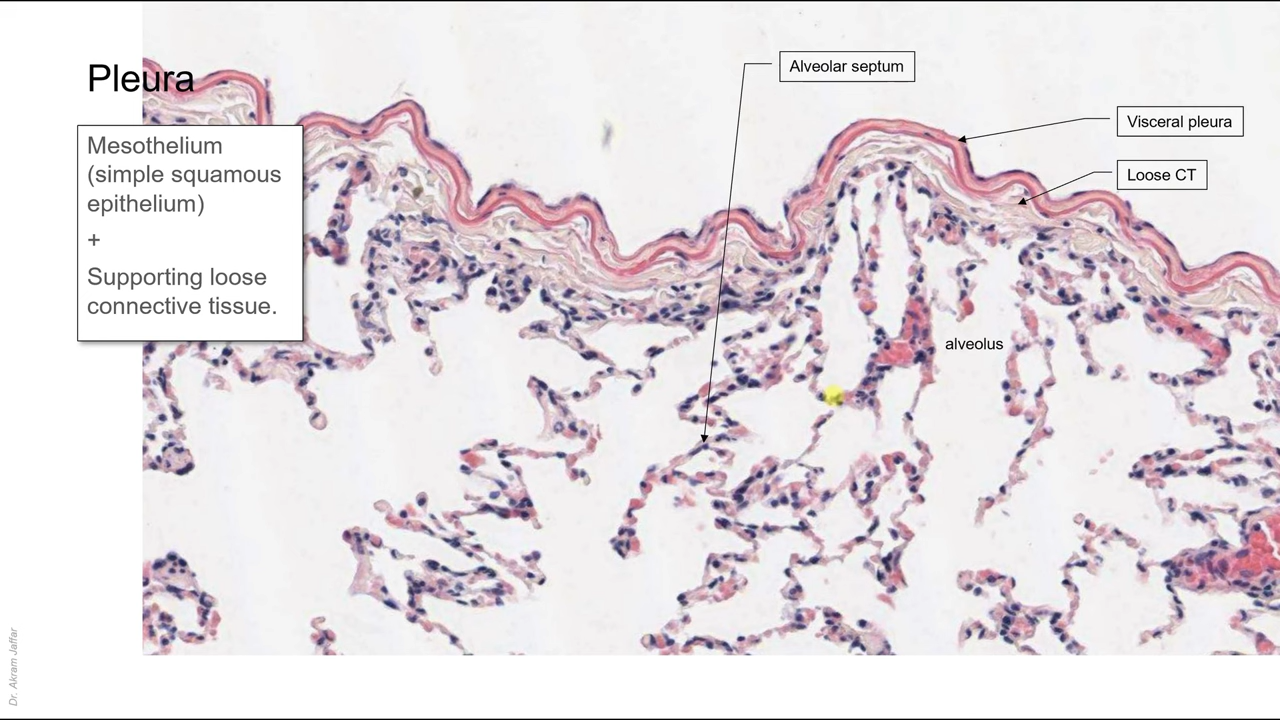 Pleura
Mesothelium
(simple squamous
epithelium)
+
Supporting loose
connective tissue.
Alveolar septum
Visceral pleura
Loose CT
alveolus
Dr. Akram Jaffar